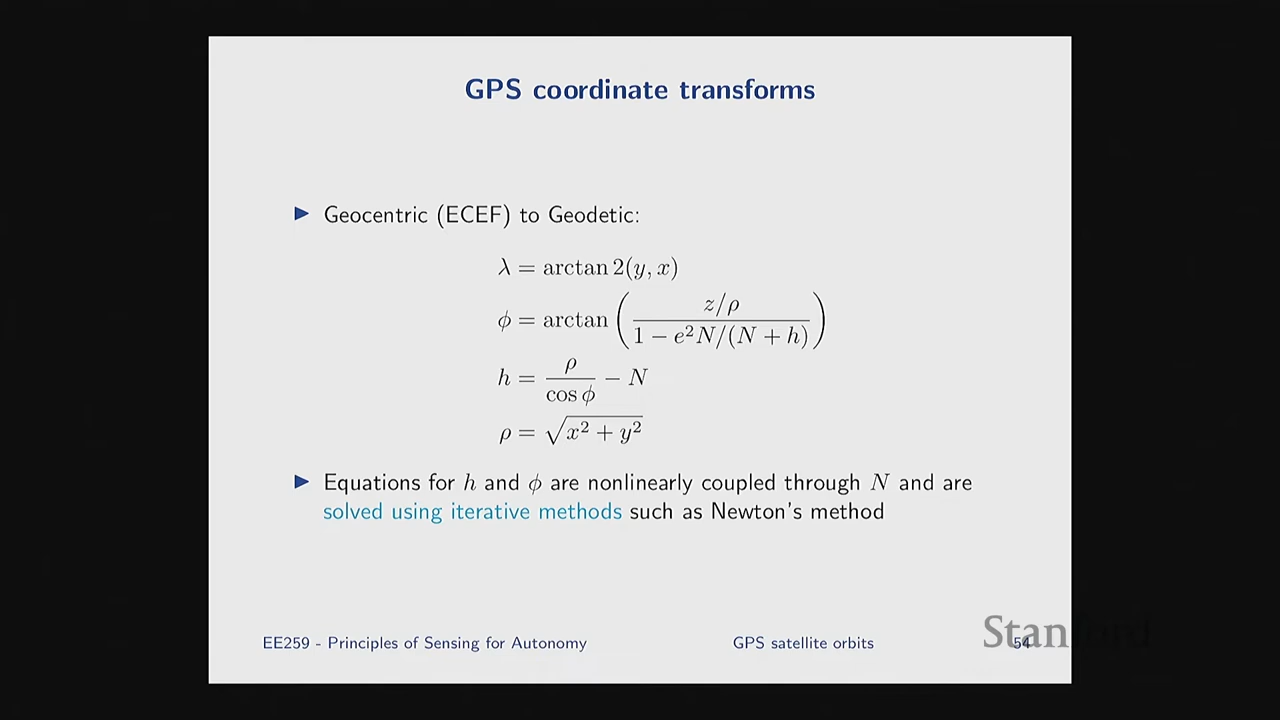 GPS coordinate transforms
▶ Geocentric (ECEF) to Geodetic:
λ = arctan 2(y, x)
ϕ = arctan ( (z/ρ) / (1 − e²N/(N + h)) )
h = ρ / cos ϕ − N
ρ = √(x² + y²)
▶ Equations for h and ϕ are nonlinearly coupled through N and are
solved using iterative methods such as Newton's method
EE259 - Principles of Sensing for Autonomy GPS satellite orbits 54
Stanford